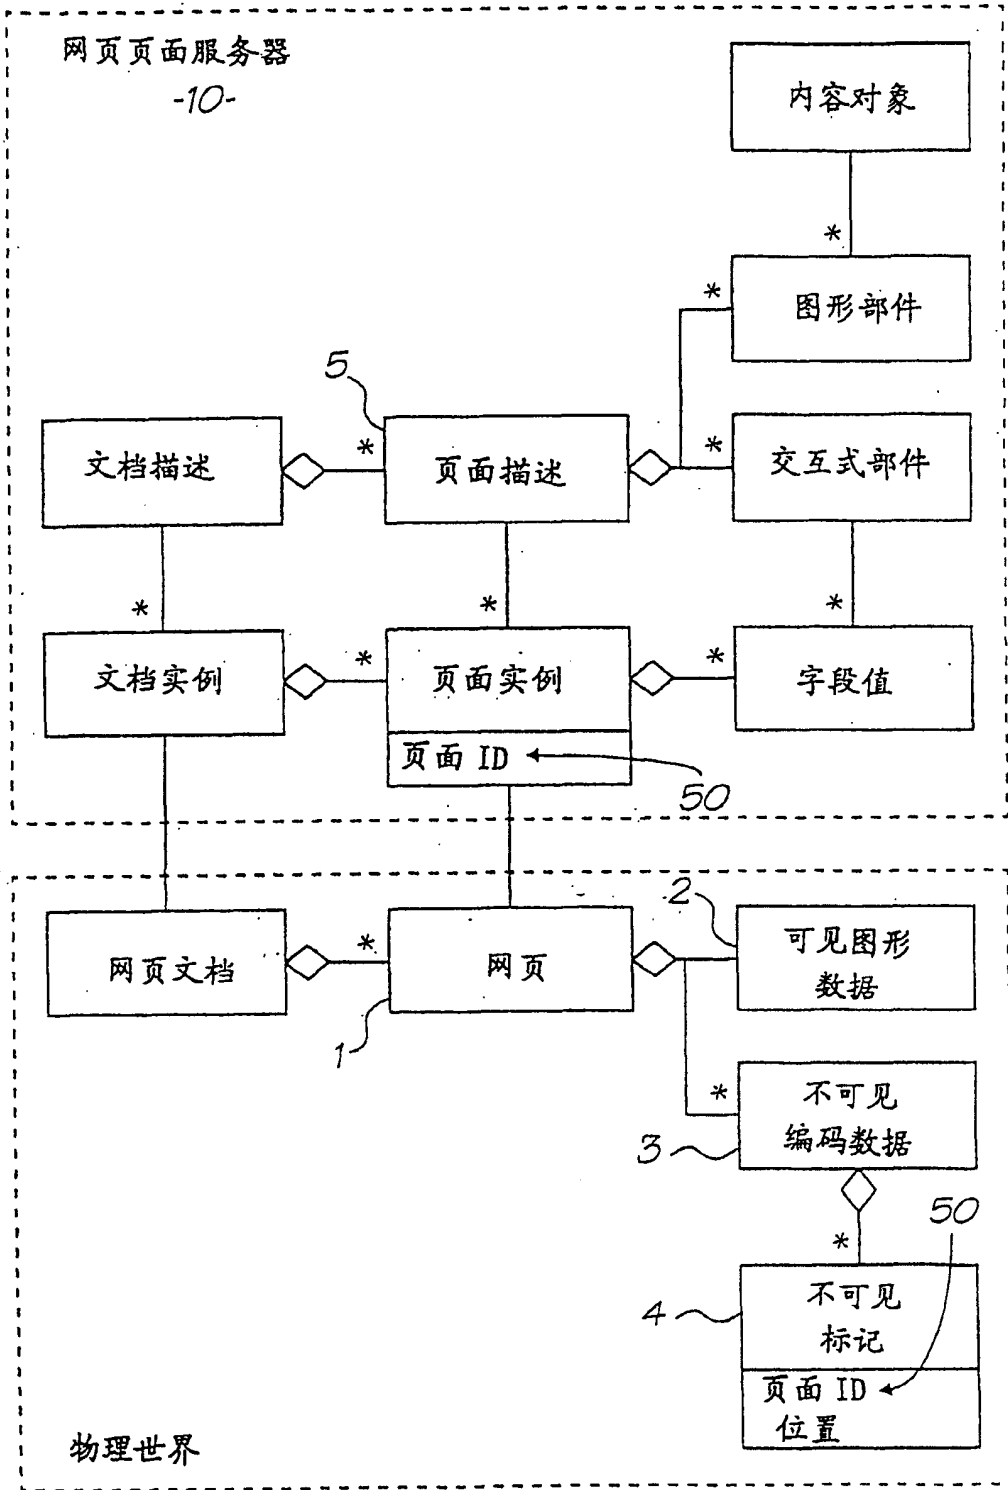 网页页面服务器
-10-
内容对象
*
*
图形部件
5
文档描述
*
页面描述
*
交互式部件
*
*
*
文档实例
*
页面实例
*
字段值
页面 ID
50
网页文档
*
网页
2
可见图形
数据
1
*
不可见
编码数据
3
50
*
4
不可见
标记
页面 ID
位置
物理世界